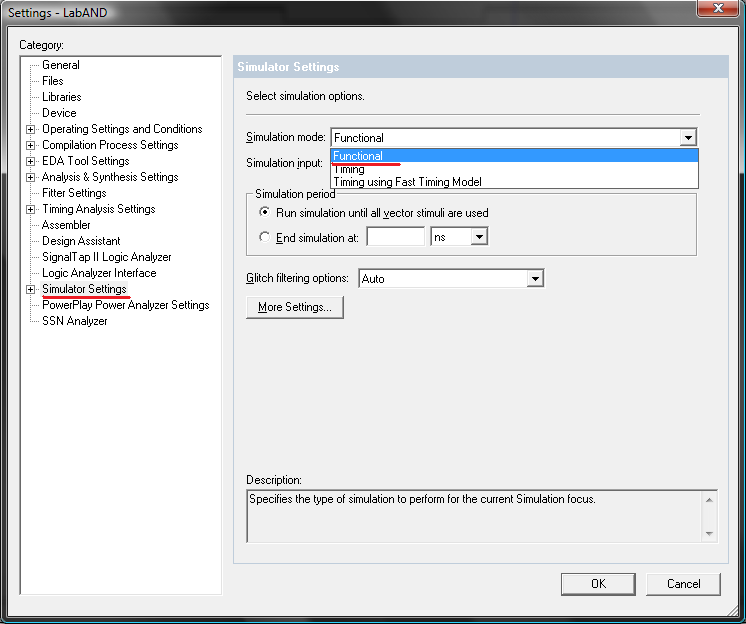 Settings - LabAND
Category:
General
Files
Libraries
Device
Operating Settings and Conditions
Compilation Process Settings
EDA Tool Settings
Analysis & Synthesis Settings
Fitter Settings
Timing Analysis Settings
Assembler
Design Assistant
SignalTap II Logic Analyzer
Logic Analyzer Interface
Simulator Settings
PowerPlay Power Analyzer Settings
SSN Analyzer
Simulator Settings
Select simulation options.
Simulation mode: Functional
Functional
Simulation input:
Timing
Timing using Fast Timing Model
Simulation period
Run simulation until all vector stimuli are used
End simulation at: ns
Glitch filtering options: Auto
More Settings...
Description:
Specifies the type of simulation to perform for the current Simulation focus.
OK Cancel